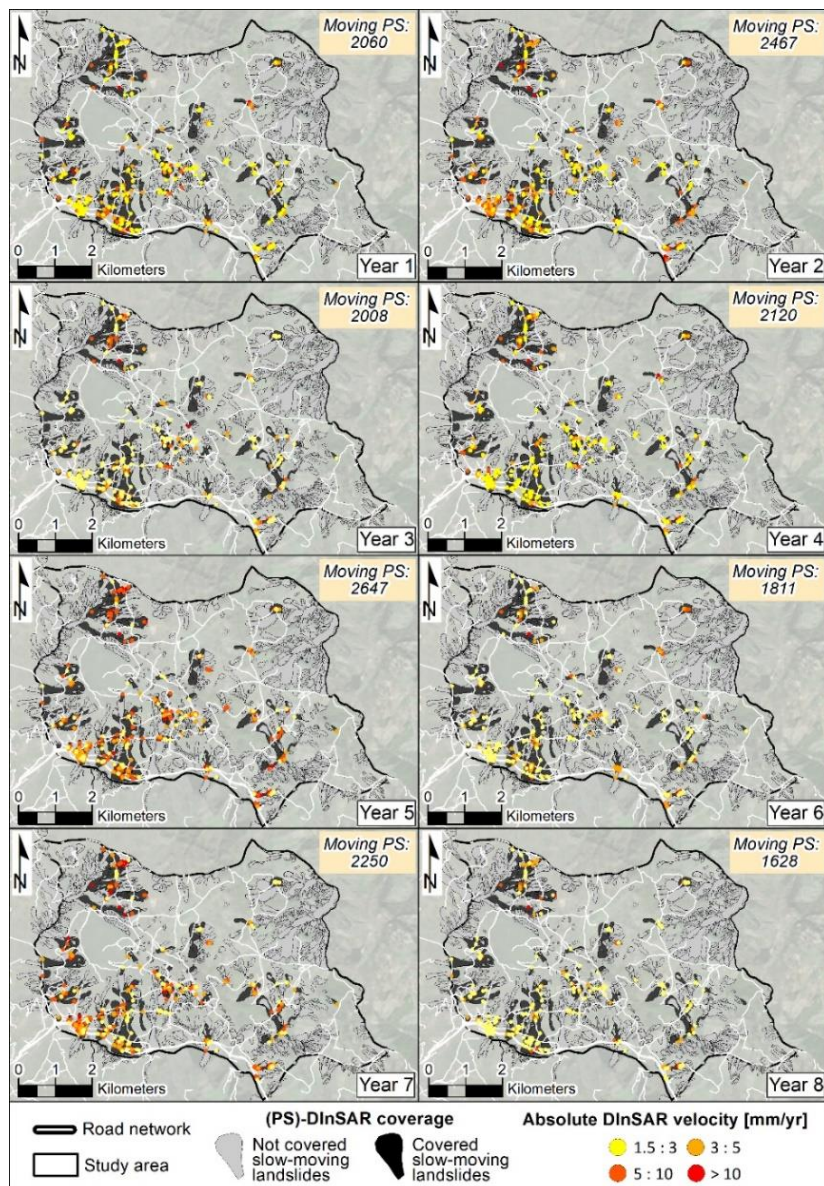 Moving PS:
2060
N
0 1 2
Kilometers
Year 1
Moving PS:
2467
N
0 1 2
Kilometers
Year 2
Moving PS:
2008
N
0 1 2
Kilometers
Year 3
Moving PS:
2120
N
0 1 2
Kilometers
Year 4
Moving PS:
2647
N
0 1 2
Kilometers
Year 5
Moving PS:
1811
N
0 1 2
Kilometers
Year 6
Moving PS:
2250
N
0 1 2
Kilometers
Year 7
Moving PS:
1628
N
0 1 2
Kilometers
Year 8
Road network
Study area
(PS)-DInSAR coverage
Not covered
slow-moving
landslides
Covered
slow-moving
landslides
Absolute DInSAR velocity [mm/yr]
1.5 : 3
3 : 5
5 : 10
> 10